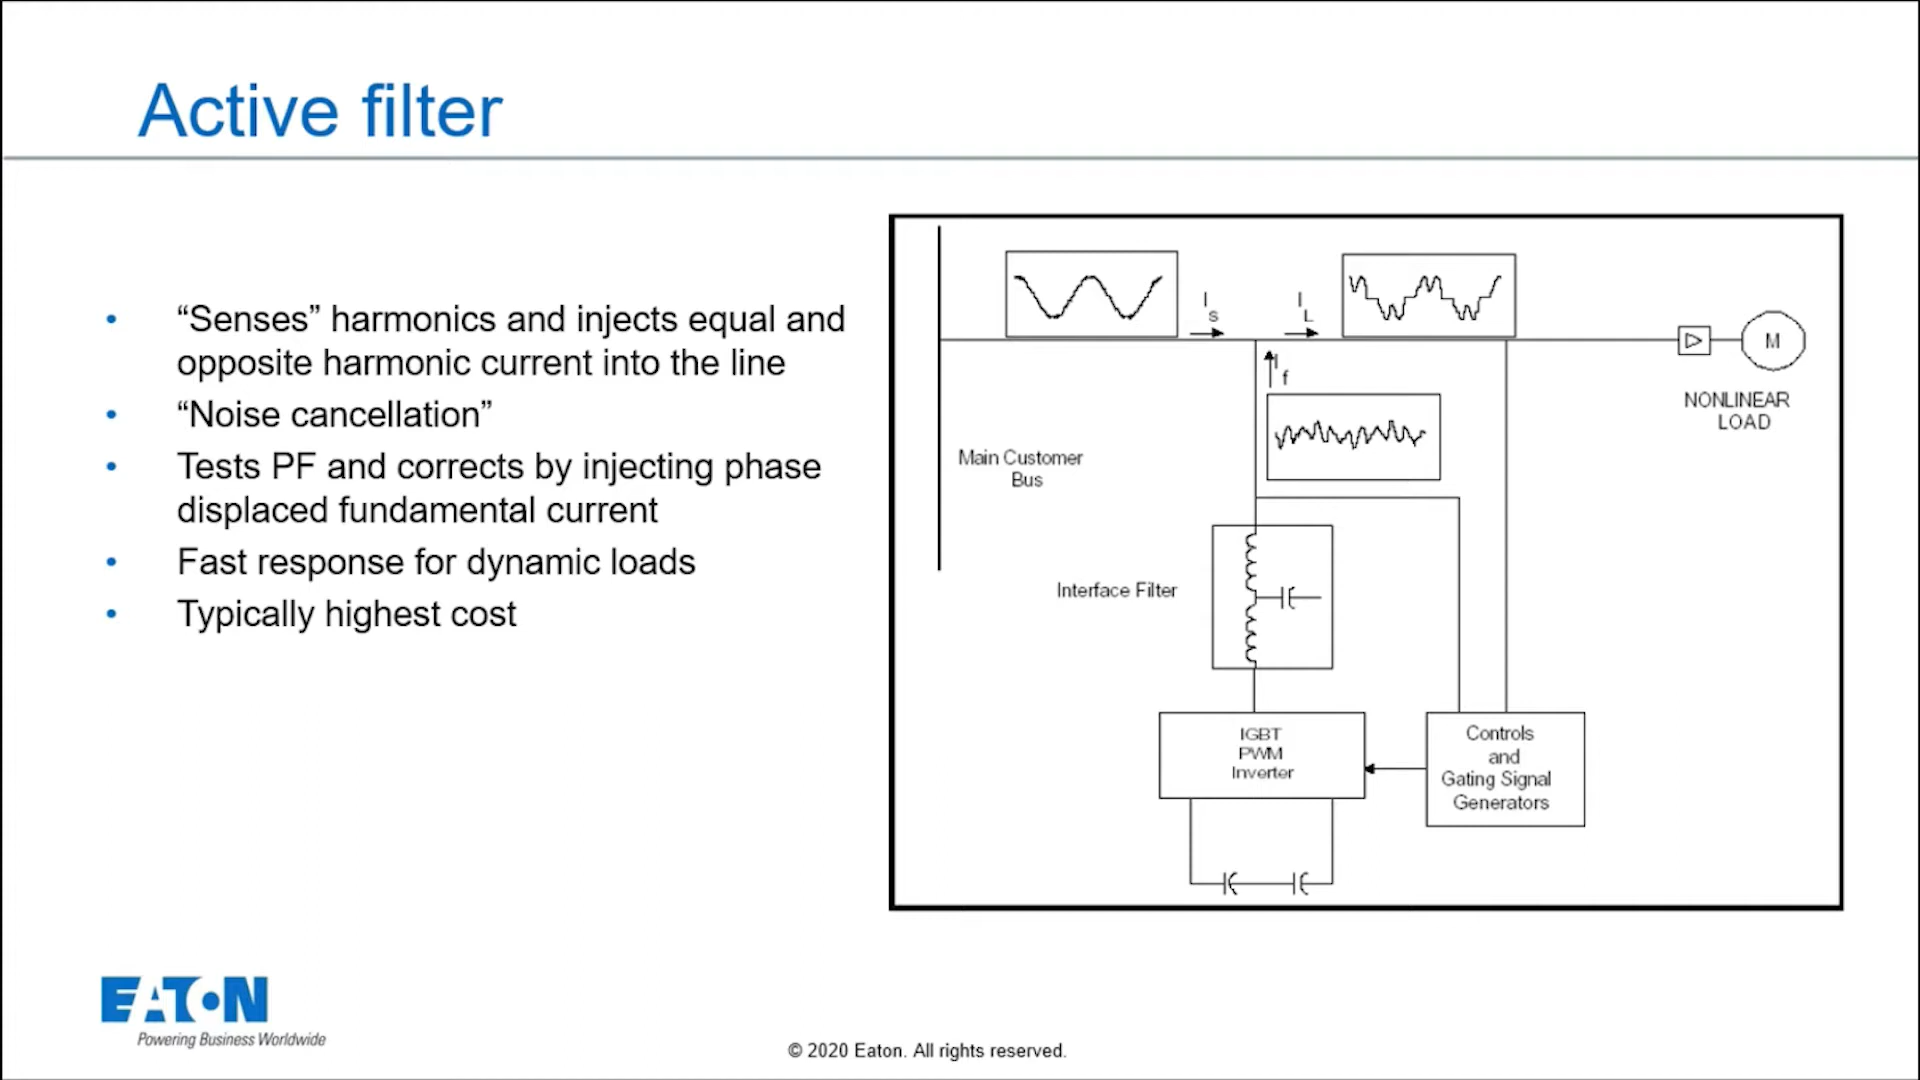 Active filter
• “Senses” harmonics and injects equal and
opposite harmonic current into the line
• “Noise cancellation”
• Tests PF and corrects by injecting phase
displaced fundamental current
• Fast response for dynamic loads
• Typically highest cost
I
S
I
L
I
f
M
NONLINEAR
LOAD
Main Customer
Bus
Interface Filter
IGBT
PWM
Inverter
Controls
and
Gating Signal
Generators
EATON
Powering Business Worldwide
© 2020 Eaton. All rights reserved.